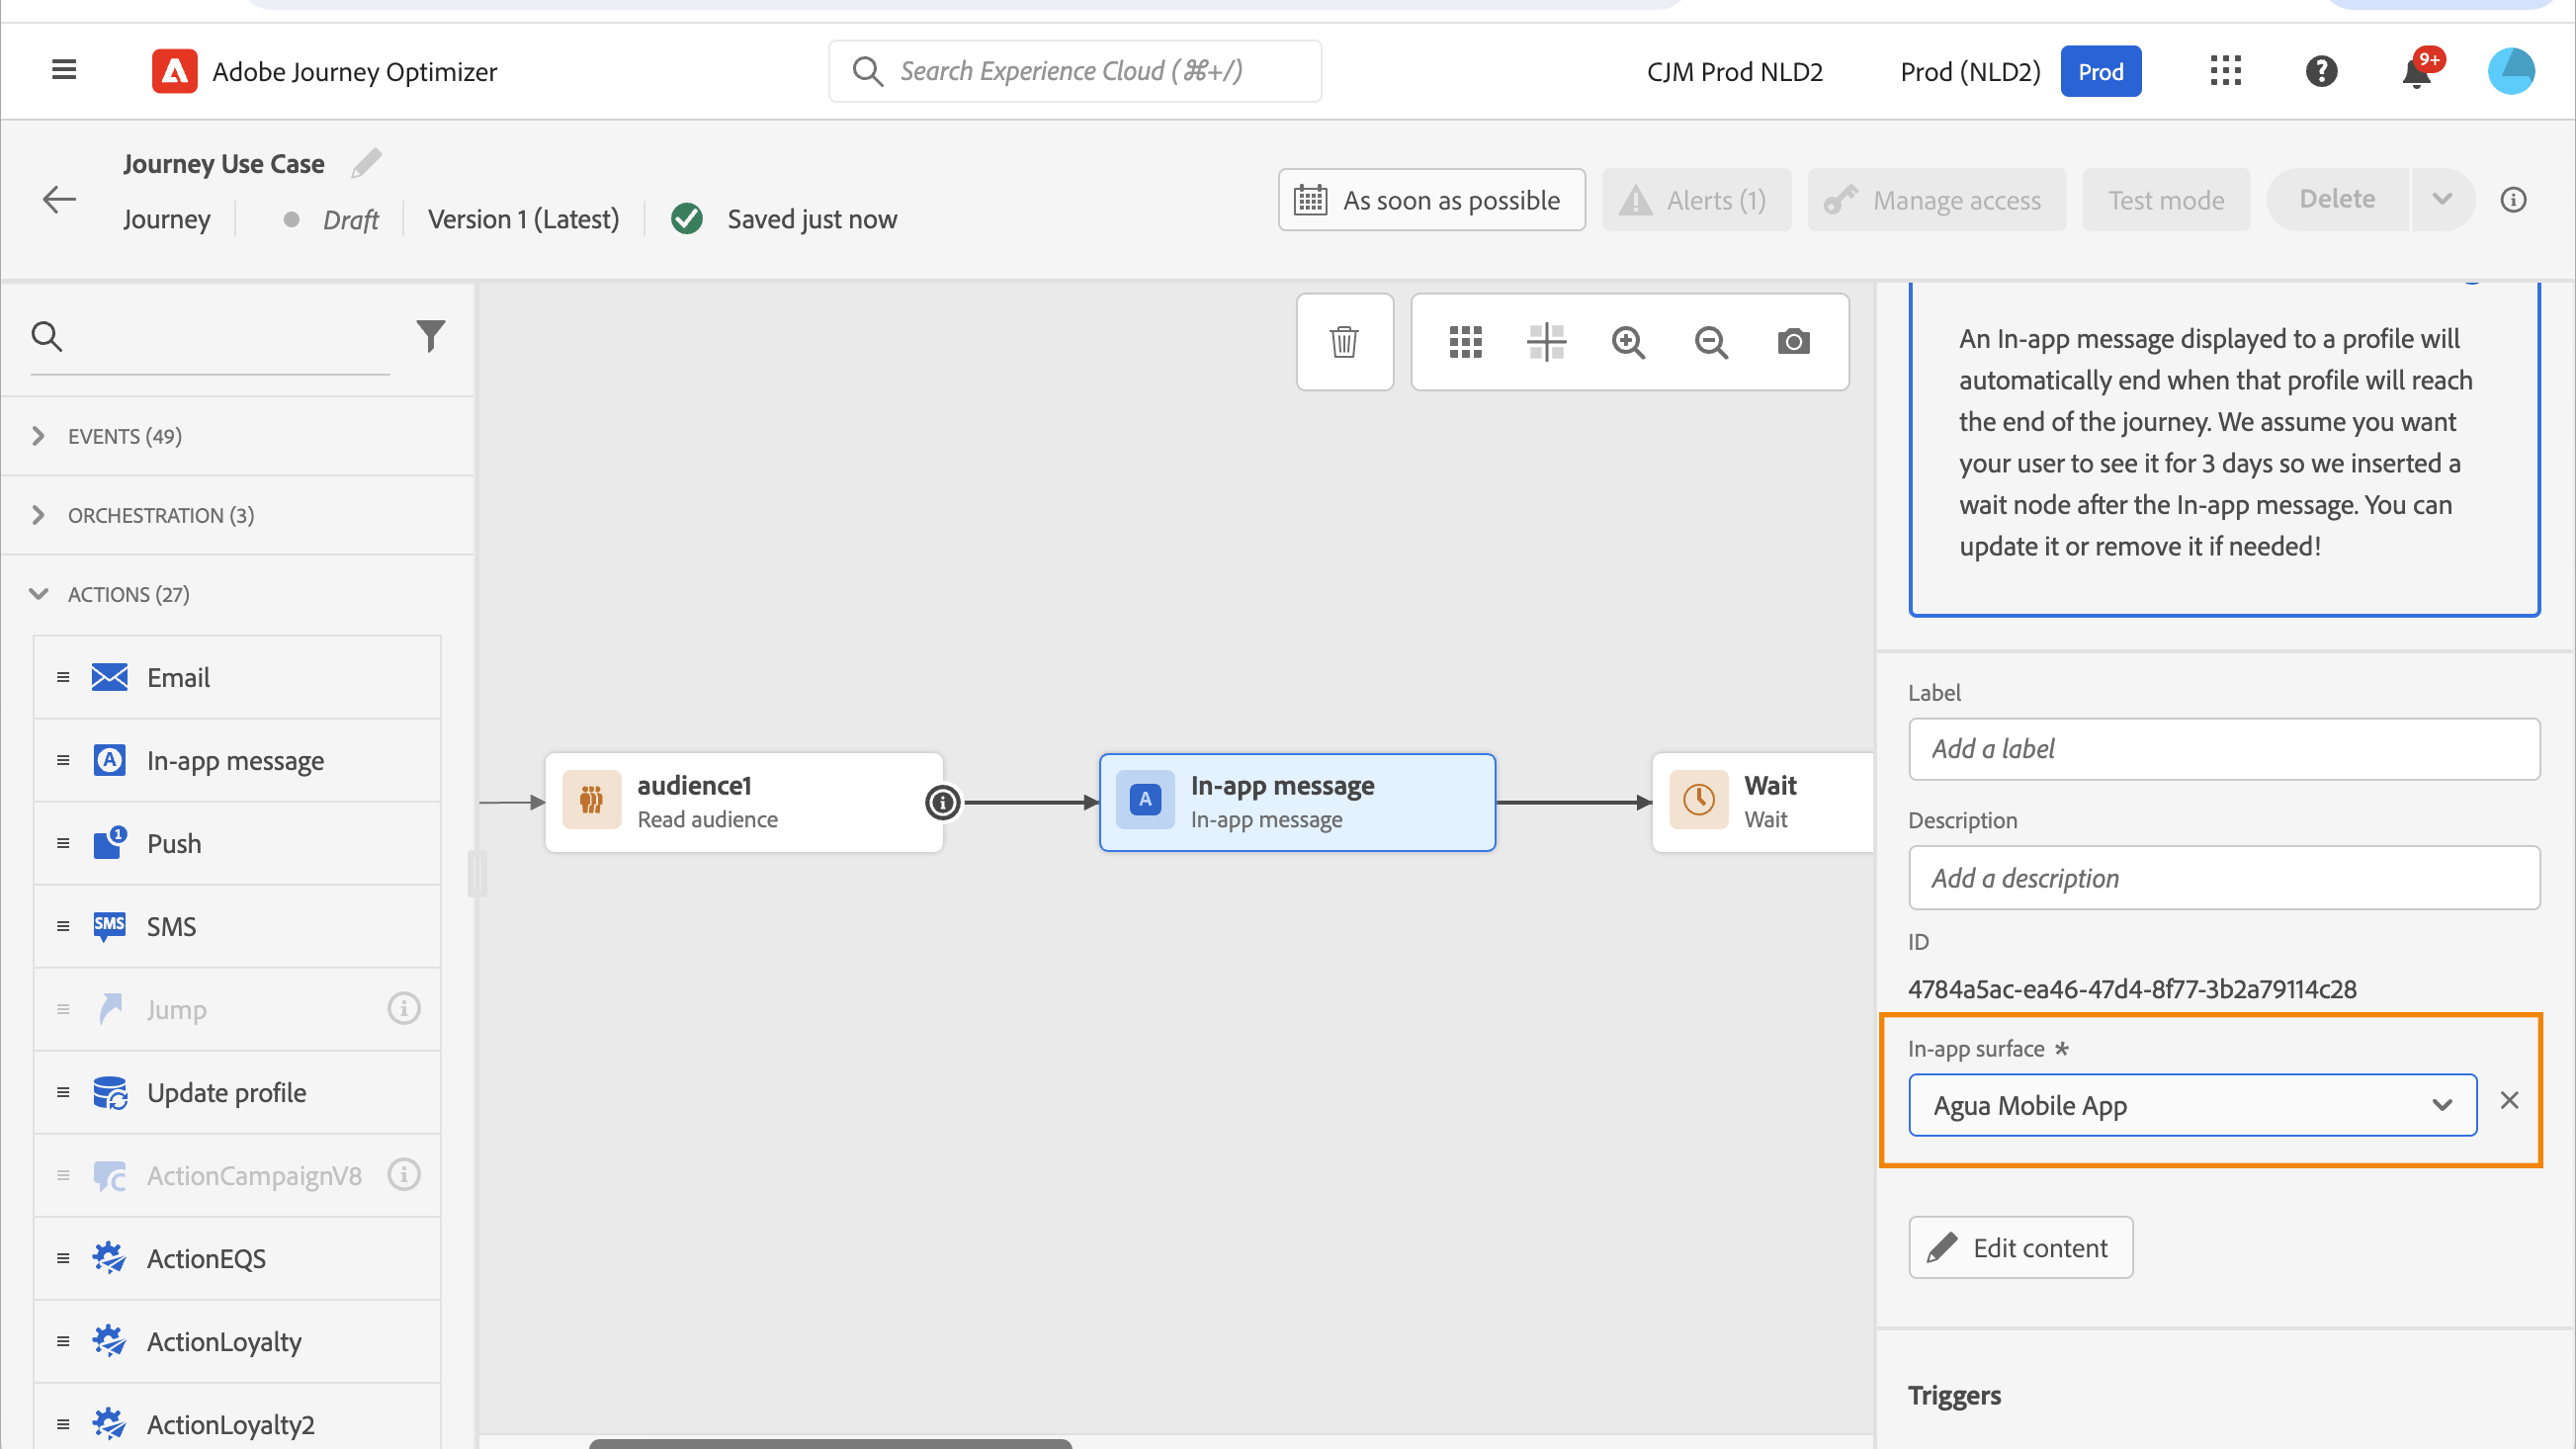 Adobe Journey Optimizer
Search Experience Cloud (⌘+/)
CJM Prod NLD2
Prod (NLD2)
Prod
9+
Journey Use Case
Journey
Draft
Version 1 (Latest)
Saved just now
As soon as possible
Alerts (1)
Manage access
Test mode
Delete
EVENTS (49)
ORCHESTRATION (3)
ACTIONS (27)
Email
In-app message
Push
SMS
SMS
Jump
Update profile
ActionCampaignV8
ActionEQS
ActionLoyalty
ActionLoyalty2
audience1
Read audience
In-app message
In-app message
Wait
Wait
An In-app message displayed to a profile will
automatically end when that profile will reach
the end of the journey. We assume you want
your user to see it for 3 days so we inserted a
wait node after the In-app message. You can
update it or remove it if needed!
Label
Add a label
Description
Add a description
ID
4784a5ac-ea46-47d4-8f77-3b2a79114c28
In-app surface *
Agua Mobile App
Edit content
Triggers